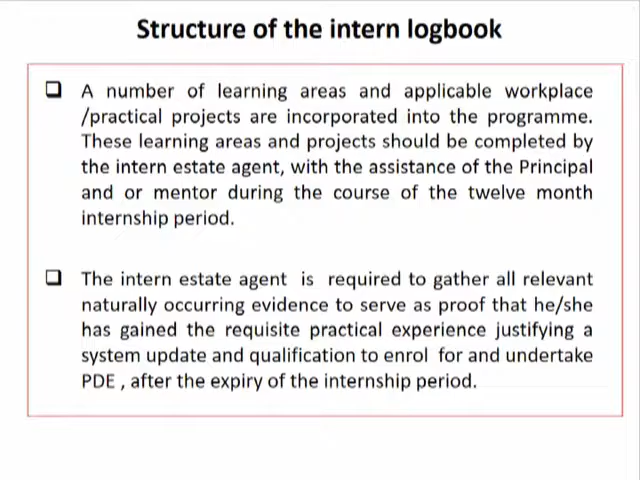 Structure of the intern logbook
❑ A number of learning areas and applicable workplace
/practical projects are incorporated into the programme.
These learning areas and projects should be completed by
the intern estate agent, with the assistance of the Principal
and or mentor during the course of the twelve month
internship period.
❑ The intern estate agent is required to gather all relevant
naturally occurring evidence to serve as proof that he/she
has gained the requisite practical experience justifying a
system update and qualification to enrol for and undertake
PDE , after the expiry of the internship period.